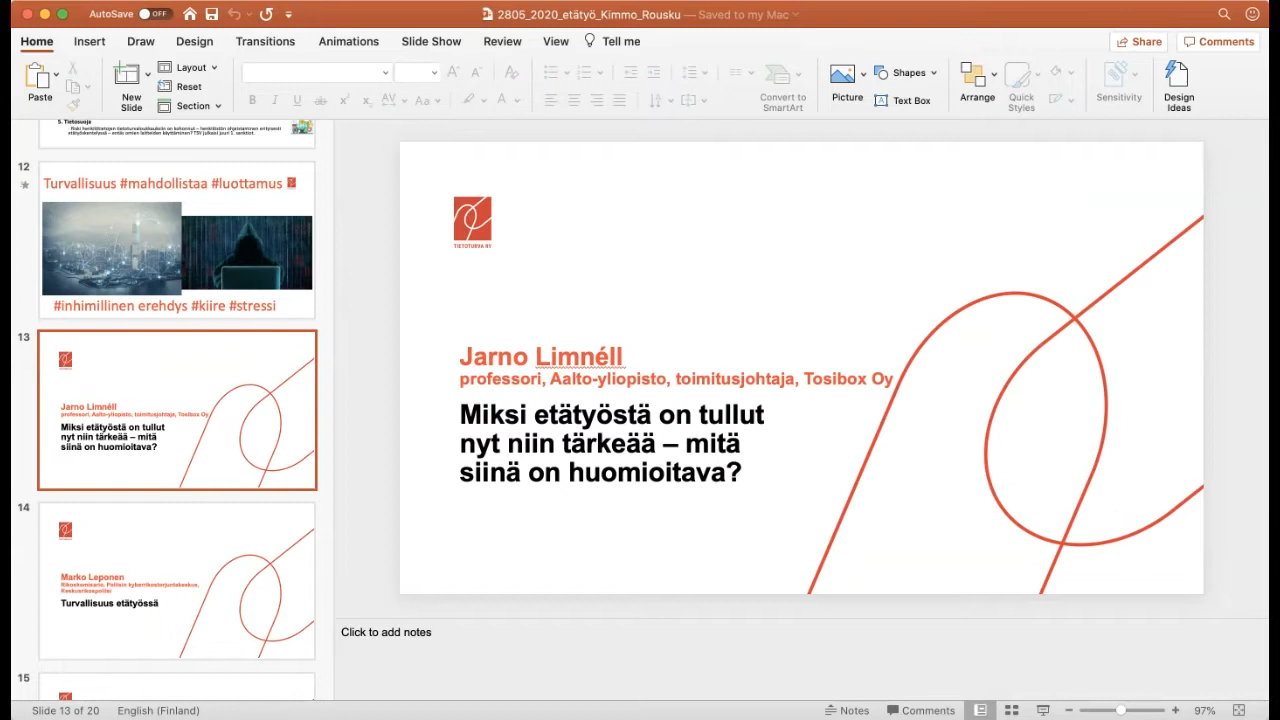 AutoSave OFF
2805_2020_etätyö_Kimmo_Rousku — Saved to my Mac
Home Insert Draw Design Transitions Animations Slide Show Review View Tell me
Share Comments
Paste
New Slide
Layout
Reset
Section
Convert to SmartArt
Picture
Shapes
Text Box
Arrange
Quick Styles
Sensitivity
Design Ideas
5. Tietosuoja
12
Turvallisuus #mahdollistaa #luottamus
#inhimillinen erehdys #kiire #stressi
13
Jarno Limnéll
professori, Aalto-yliopisto, toimitusjohtaja, Tosibox Oy
Miksi etätyöstä on tullut
nyt niin tärkeää – mitä
siinä on huomioitava?
14
Marko Leponen
Rikoskomisario, Poliisin kyberrikostorjuntakeskus,
Keskusrikospoliisi
Turvallisuus etätyössä
15
TIETOTURVA RY
Jarno Limnéll
professori, Aalto-yliopisto, toimitusjohtaja, Tosibox Oy
Miksi etätyöstä on tullut
nyt niin tärkeää – mitä
siinä on huomioitava?
Click to add notes
Slide 13 of 20 English (Finland)
Notes Comments 97%